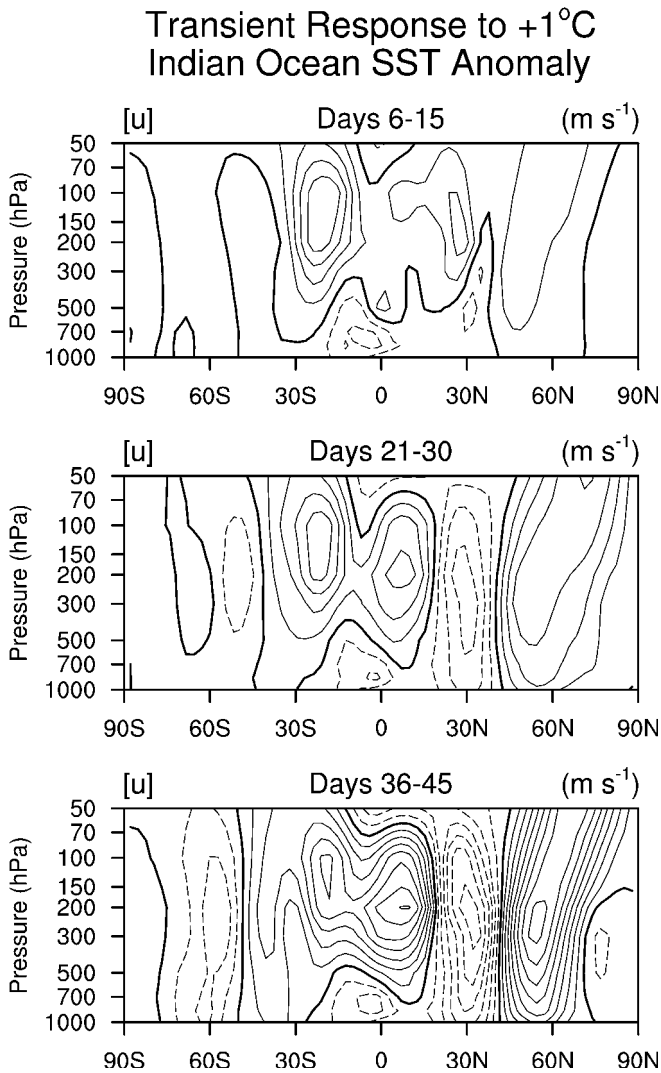 Transient Response to +1°C
Indian Ocean SST Anomaly
[u] Days 6-15 (m s⁻¹)
Pressure (hPa)
50
70
100
150
200
300
500
700
1000
90S 60S 30S 0 30N 60N 90N
[u] Days 21-30 (m s⁻¹)
Pressure (hPa)
50
70
100
150
200
300
500
700
1000
90S 60S 30S 0 30N 60N 90N
[u] Days 36-45 (m s⁻¹)
Pressure (hPa)
50
70
100
150
200
300
500
700
1000
90S 60S 30S 0 30N 60N 90N